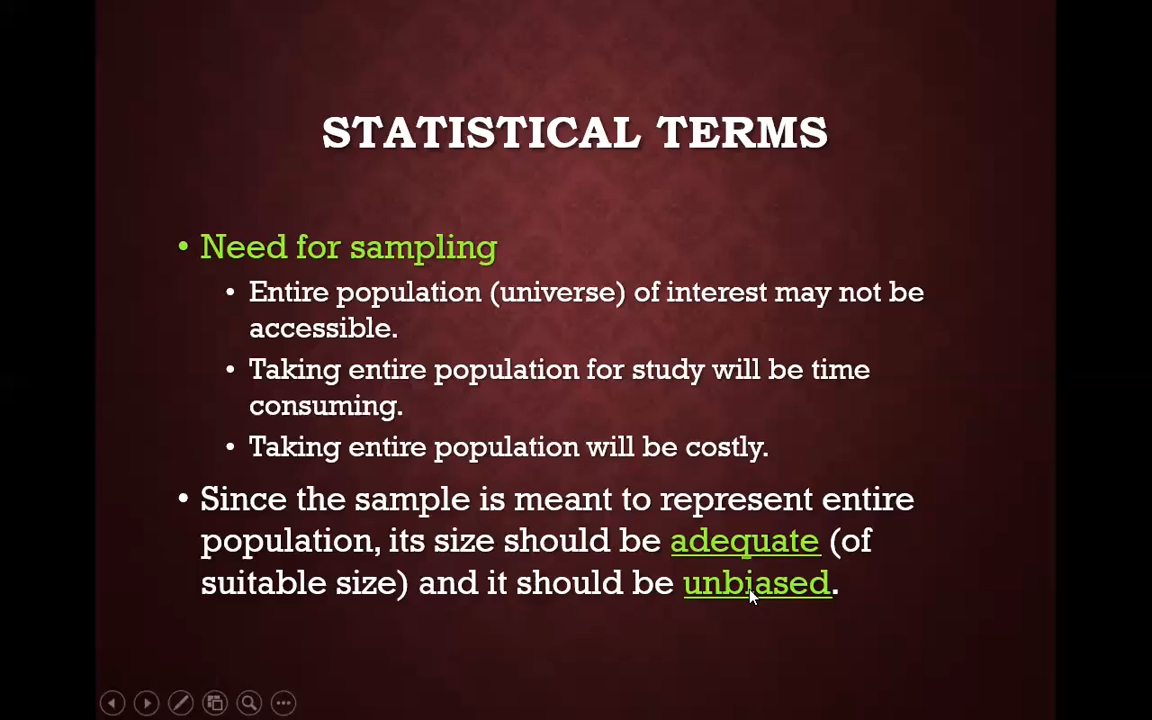 STATISTICAL TERMS
• Need for sampling
• Entire population (universe) of interest may not be
accessible.
• Taking entire population for study will be time
consuming.
• Taking entire population will be costly.
• Since the sample is meant to represent entire
population, its size should be adequate (of
suitable size) and it should be unbiased.